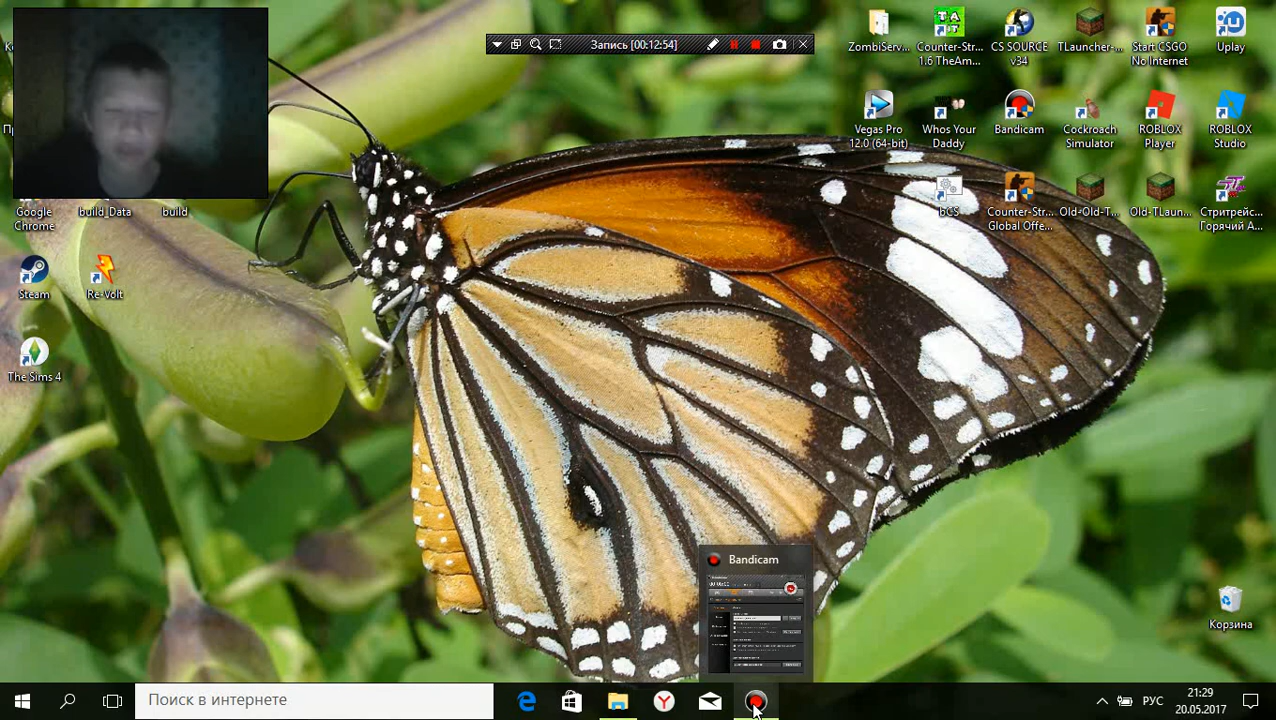 Запись [00:12:54]
ZombiServ...
Counter-Str... 1.6 TheAm...
CS SOURCE v34
TLauncher-...
Start CSGO No Internet
Uplay
Vegas Pro 12.0 (64-bit)
Whos Your Daddy
Bandicam
Cockroach Simulator
ROBLOX Player
ROBLOX Studio
bCS
Counter-Str... Global Offe...
Old-Old-T...
Old-TLaun...
Стритрейс... Горячий А...
Google Chrome
build_Data
build
Steam
Re-Volt
The Sims 4
Bandicam
Корзина
Поиск в интернете
РУС
21:29
20.05.2017